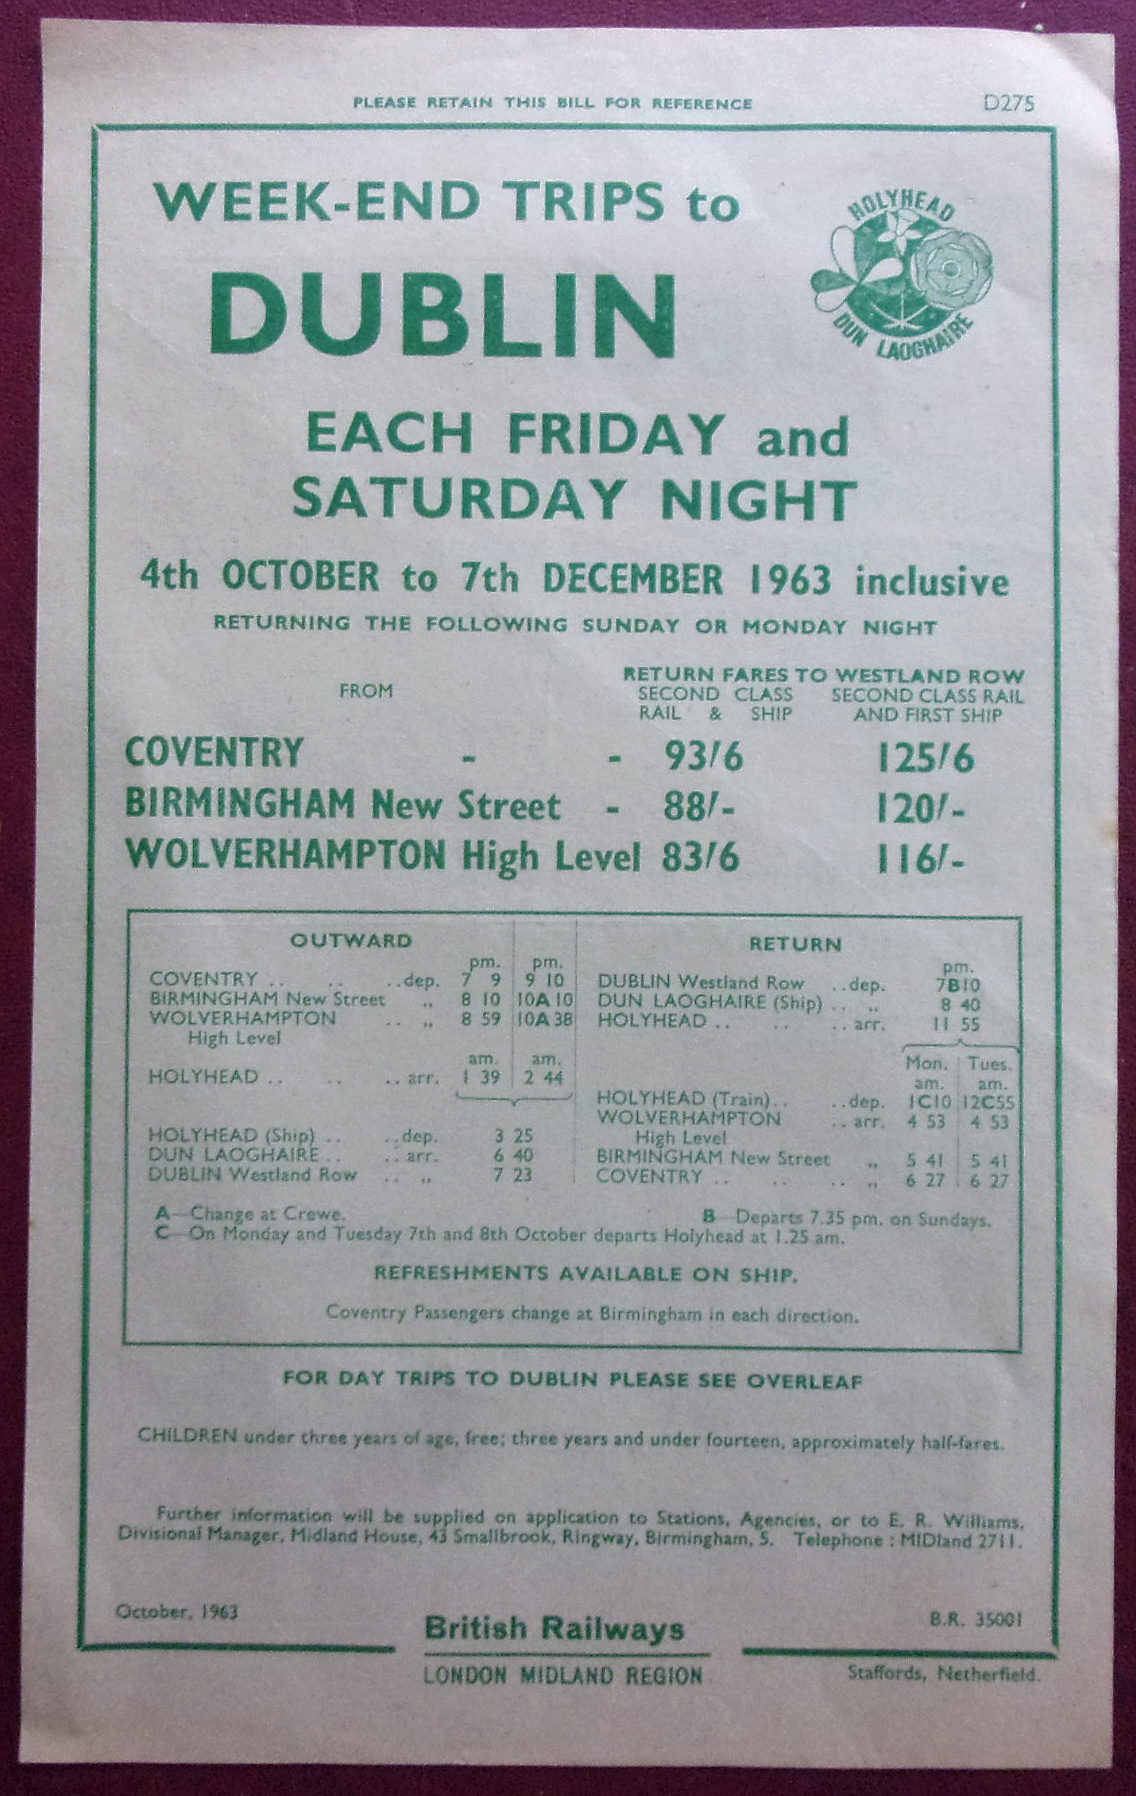 PLEASE RETAIN THIS BILL FOR REFERENCE D275
WEEK-END TRIPS to
DUBLIN
HOLYHEAD
DUN LAOGHAIRE
EACH FRIDAY and
SATURDAY NIGHT
4th OCTOBER to 7th DECEMBER 1963 inclusive
RETURNING THE FOLLOWING SUNDAY OR MONDAY NIGHT
RETURN FARES TO WESTLAND ROW
FROM SECOND CLASS SECOND CLASS RAIL
RAIL & SHIP AND FIRST SHIP
COVENTRY - - 93/6 125/6
BIRMINGHAM New Street - 88/- 120/-
WOLVERHAMPTON High Level 83/6 116/-
OUTWARD
pm. pm.
COVENTRY .. .. ..dep. 7 9 9 10
BIRMINGHAM New Street „ 8 10 10A10
WOLVERHAMPTON .. „ 8 59 10A38
High Level
am. am.
HOLYHEAD .. .. .. arr. 1 39 2 44
HOLYHEAD (Ship) .. ..dep. 3 25
DUN LAOGHAIRE .. .. arr. 6 40
DUBLIN Westland Row .. „ 7 23
RETURN
pm.
DUBLIN Westland Row ..dep. 7B10
DUN LAOGHAIRE (Ship) .. „ 8 40
HOLYHEAD .. .. .. arr. 11 55
Mon. Tues.
am. am.
HOLYHEAD (Train).. ..dep. 1C10 12C55
WOLVERHAMPTON .. arr. 4 53 4 53
High Level
BIRMINGHAM New Street „ 5 41 5 41
COVENTRY .. .. .. „ 6 27 6 27
A—Change at Crewe. B—Departs 7.35 pm. on Sundays.
C—On Monday and Tuesday 7th and 8th October departs Holyhead at 1.25 am.
REFRESHMENTS AVAILABLE ON SHIP.
Coventry Passengers change at Birmingham in each direction.
FOR DAY TRIPS TO DUBLIN PLEASE SEE OVERLEAF
CHILDREN under three years of age, free; three years and under fourteen, approximately half-fares.
Further information will be supplied on application to Stations, Agencies, or to E. R. Williams,
Divisional Manager, Midland House, 43 Smallbrook, Ringway, Birmingham, 5. Telephone : MIDland 2711.
October, 1963 B.R. 35001
British Railways
LONDON MIDLAND REGION
Staffords, Netherfield.